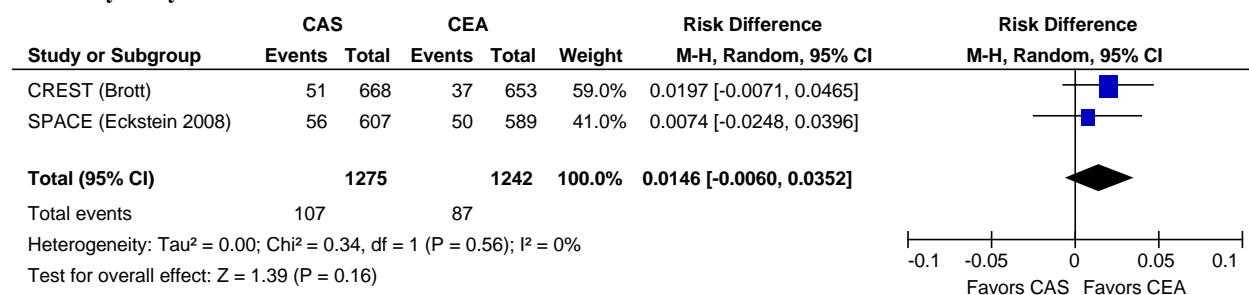 CAS CEA Risk Difference Risk Difference
Study or Subgroup Events Total Events Total Weight M-H, Random, 95% CI M-H, Random, 95% CI
CREST (Brott) 51 668 37 653 59.0% 0.0197 [-0.0071, 0.0465]
SPACE (Eckstein 2008) 56 607 50 589 41.0% 0.0074 [-0.0248, 0.0396]
Total (95% CI) 1275 1242 100.0% 0.0146 [-0.0060, 0.0352]
Total events 107 87
Heterogeneity: Tau² = 0.00; Chi² = 0.34, df = 1 (P = 0.56); I² = 0%
Test for overall effect: Z = 1.39 (P = 0.16)
-0.1 -0.05 0 0.05 0.1
Favors CAS Favors CEA